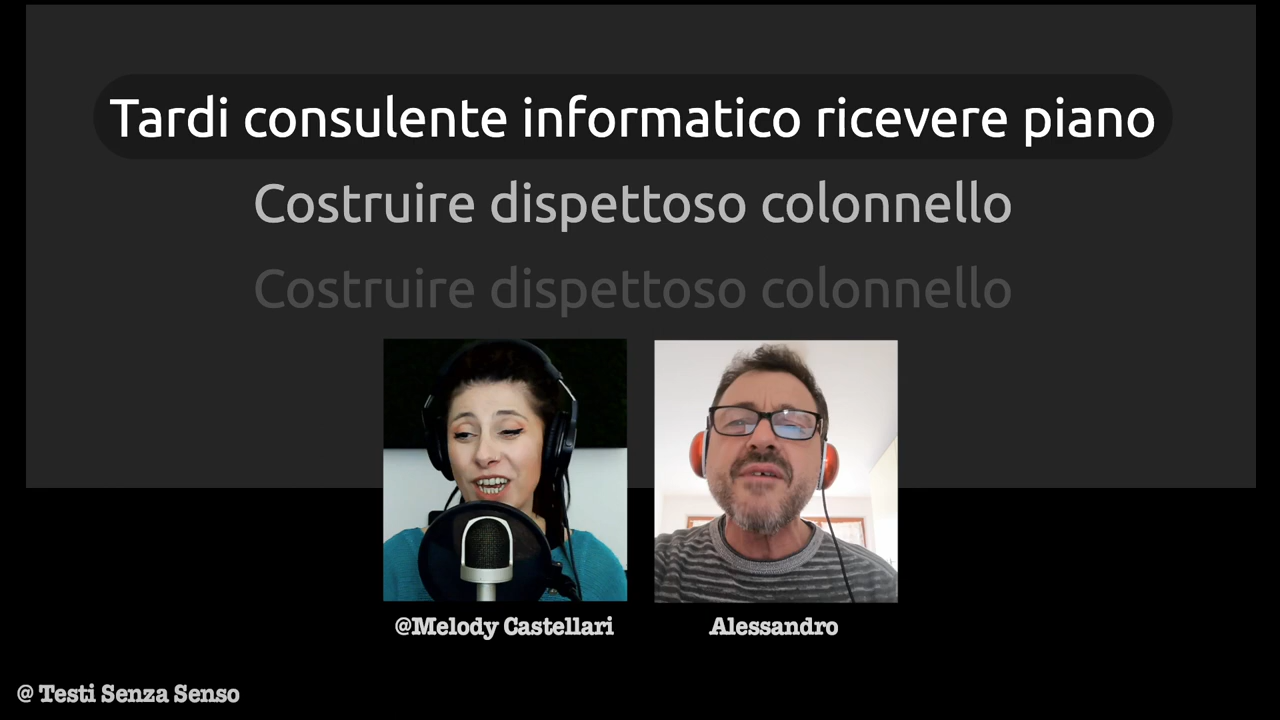 Tardi consulente informatico ricevere piano
Costruire dispettoso colonnello
Costruire dispettoso colonnello
@Melody Castellari
Alessandro
@ Testi Senza Senso